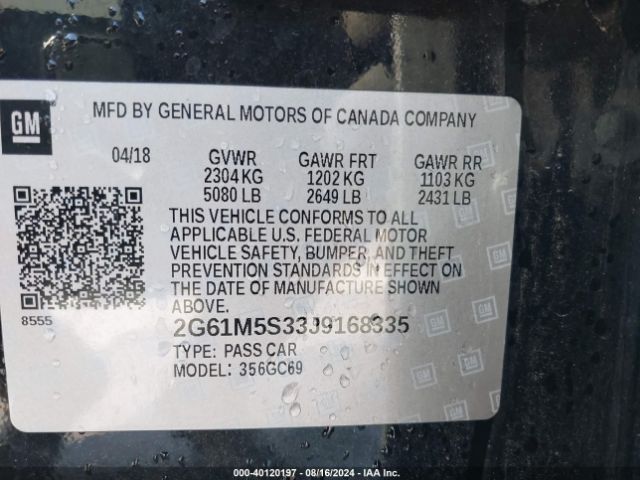 GM
MFD BY GENERAL MOTORS OF CANADA COMPANY
04/18 GVWR GAWR FRT GAWR RR
2304 KG 1202 KG 1103 KG
5080 LB 2649 LB 2431 LB
THIS VEHICLE CONFORMS TO ALL
APPLICABLE U.S. FEDERAL MOTOR
VEHICLE SAFETY, BUMPER, AND THEFT
PREVENTION STANDARDS IN EFFECT ON
THE DATE OF MANUFACTURE SHOWN
ABOVE.
8555
2G61M5S33J9168335
TYPE: PASS CAR
MODEL: 356GC69
000-40120197 - 08/16/2024 - IAAI.COM